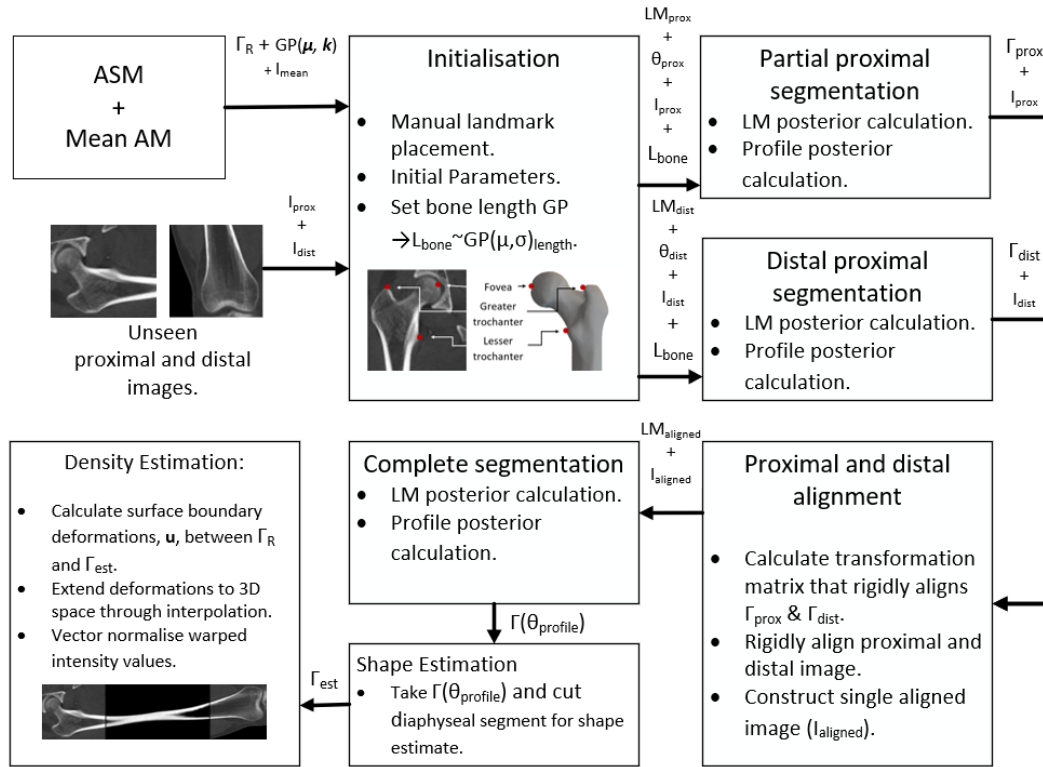 ASM
+
Mean AM
Γ_R + GP(μ, k)
+ I_mean
Unseen
proximal and distal
images.
I_prox
+
I_dist
Initialisation
• Manual landmark
placement.
• Initial Parameters.
• Set bone length GP
→L_bone~GP(μ,σ)_length.
Fovea
Greater
trochanter
Lesser
trochanter
LM_prox
+
θ_prox
+
I_prox
+
L_bone
LM_dist
+
θ_dist
+
I_dist
+
L_bone
Partial proximal
segmentation
• LM posterior calculation.
• Profile posterior
calculation.
Γ_prox
+
I_prox
Distal proximal
segmentation
• LM posterior calculation.
• Profile posterior
calculation.
Γ_dist
+
I_dist
Proximal and distal
alignment
• Calculate transformation
matrix that rigidly aligns
Γ_prox & Γ_dist.
• Rigidly align proximal and
distal image.
• Construct single aligned
image (I_aligned).
LM_aligned
+
I_aligned
Complete segmentation
• LM posterior calculation.
• Profile posterior
calculation.
Γ(θ_profile)
Shape Estimation
• Take Γ(θ_profile) and cut
diaphyseal segment for shape
estimate.
Γ_est
Density Estimation:
• Calculate surface boundary
deformations, u, between Γ_R
and Γ_est.
• Extend deformations to 3D
space through interpolation.
• Vector normalise warped
intensity values.